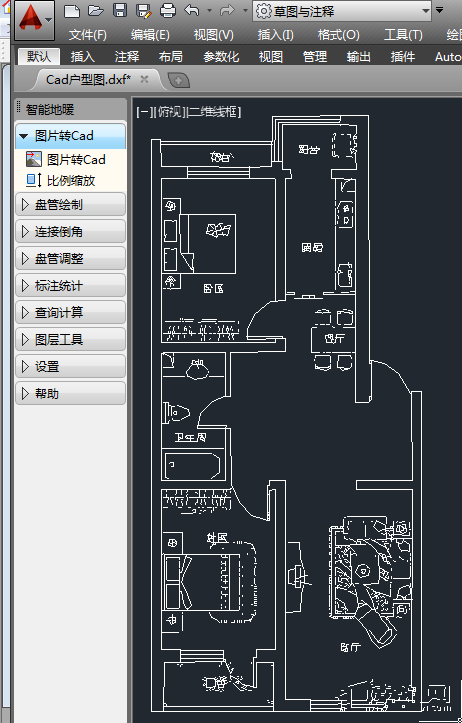 草图与注释
文件(F) 编辑(E) 视图(V) 插入(I) 格式(O) 工具(T)
默认 插入 注释 布局 参数化 视图 管理 输出 插件 Auto
Cad户型图.dxf*
智能地暖
图片转Cad
图片转Cad
比例缩放
盘管绘制
连接倒角
盘管调整
标注统计
查询计算
图层工具
设置
帮助
[−][俯视][二维线框]
阳台
阳台
厨房
卧室
餐厅
卫生间
客厅